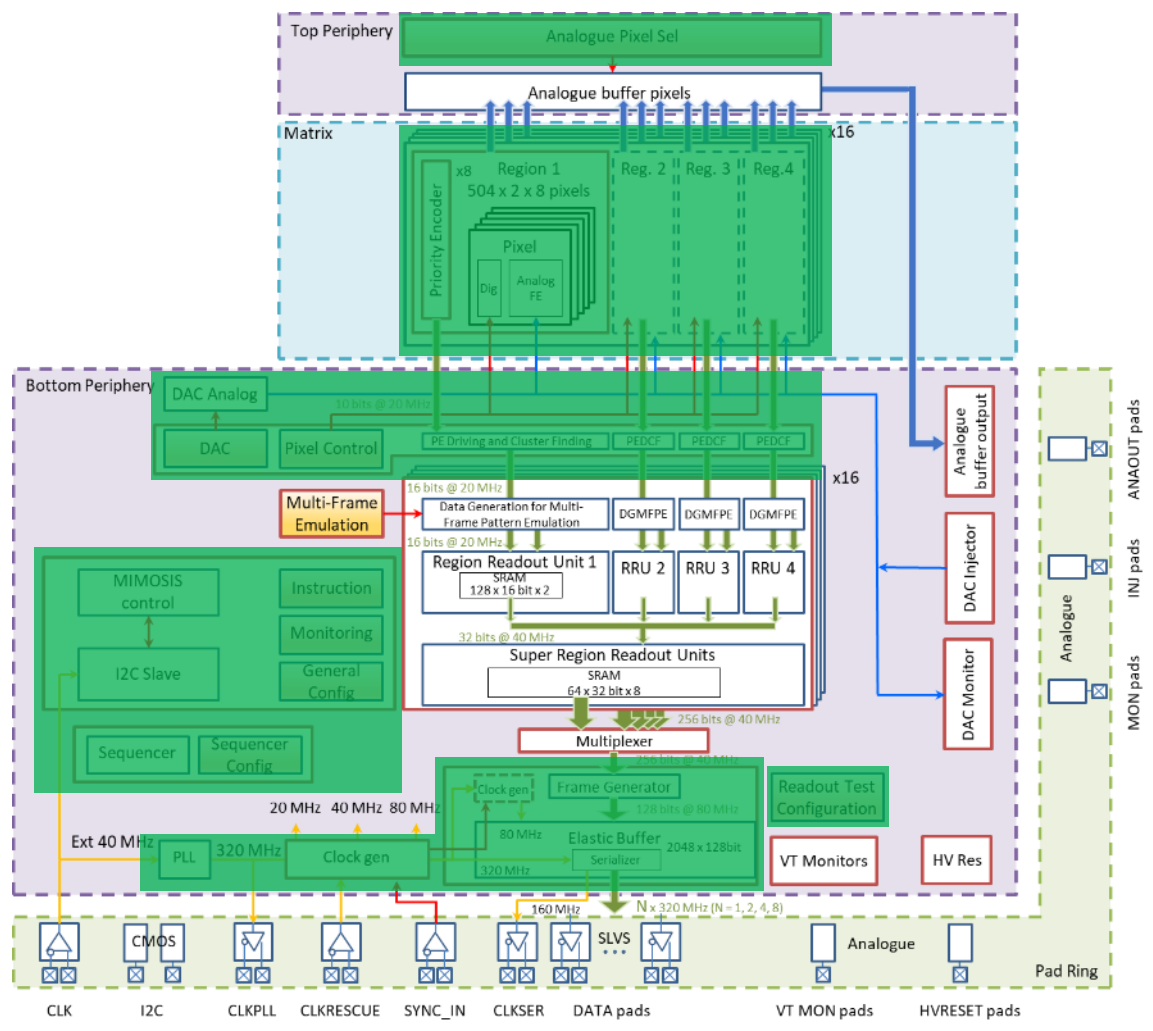 Top Periphery
Analogue Pixel Sel
Analogue buffer pixels
Matrix
x16
Priority Encoder
x8
Region 1
504 x 2 x 8 pixels
Pixel
Dig
Analog
FE
Reg. 2
Reg. 3
Reg.4
Bottom Periphery
DAC Analog
10 bits @ 20 MHz
DAC
Pixel Control
PE Driving and Cluster Finding
PEDCF
PEDCF
PEDCF
Analogue
buffer output
ANAOUT pads
16 bits @ 20 MHz
x16
Multi-Frame
Emulation
Data Generation for Multi-
Frame Pattern Emulation
DGMFPE
DGMFPE
DGMFPE
16 bits @ 20 MHz
Region Readout Unit 1
SRAM
128 x 16 bit x 2
RRU 2
RRU 3
RRU 4
DAC Injector
INJ pads
Analogue
MIMOSIS
control
Instruction
Monitoring
I2C Slave
General
Config
32 bits @ 40 MHz
Super Region Readout Units
SRAM
64 x 32 bit x 8
DAC Monitor
MON pads
256 bits @ 40 MHz
Multiplexer
256 bits @ 40 MHz
Sequencer
Sequencer
Config
Clock gen
Frame Generator
128 bits @ 80 MHz
Readout Test
Configuration
20 MHz
40 MHz
80 MHz
80 MHz
Elastic Buffer
2048 x 128bit
Serializer
320 MHz
Ext 40 MHz
PLL
320 MHz
Clock gen
VT Monitors
HV Res
160 MHz
N x 320 MHz (N = 1, 2, 4, 8)
CMOS
SLVS
...
Analogue
Pad Ring
CLK
I2C
CLKPLL
CLKRESCUE
SYNC_IN
CLKSER
DATA pads
VT MON pads
HVRESET pads